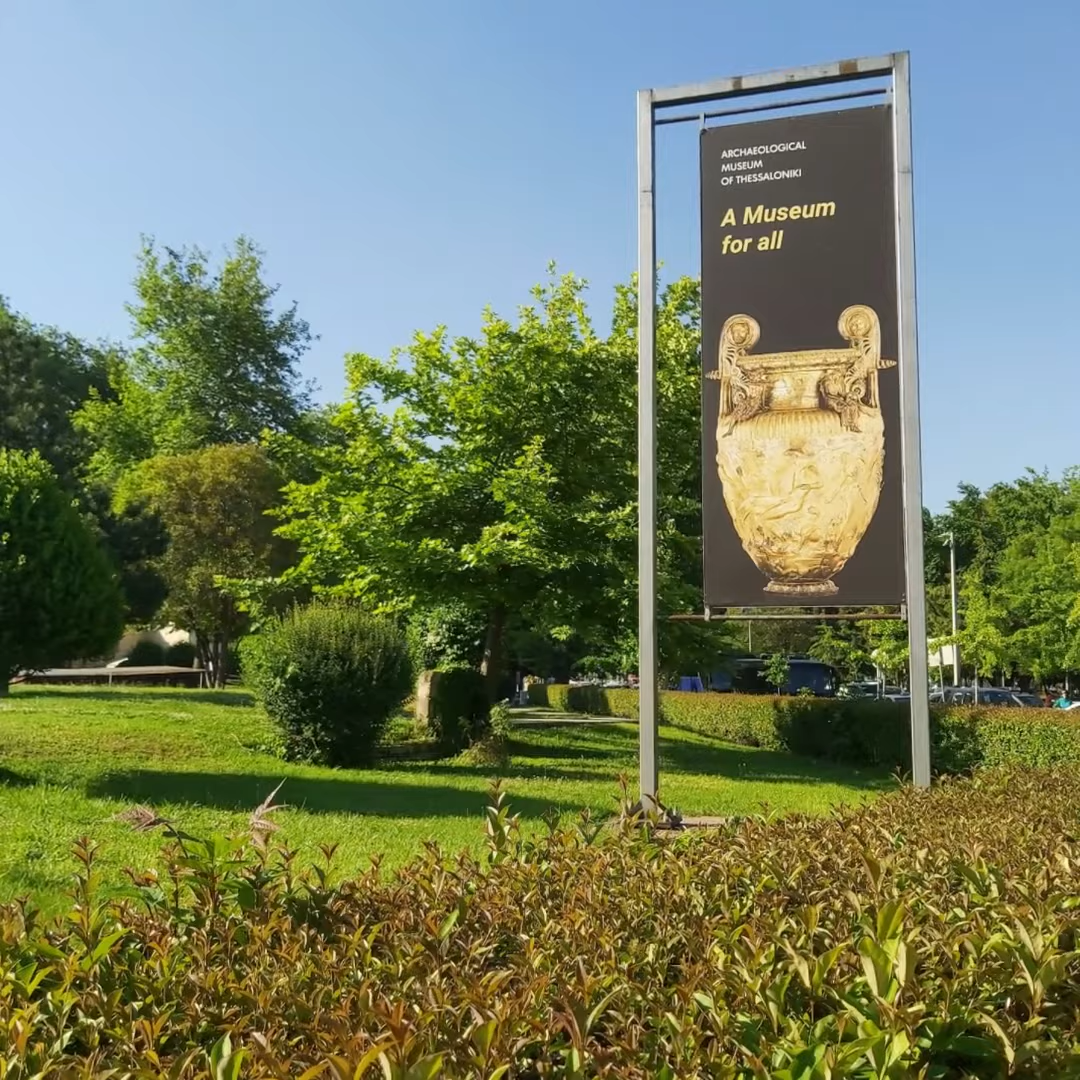 ARCHAEOLOGICAL
MUSEUM
OF THESSALONIKI
A Museum
for all